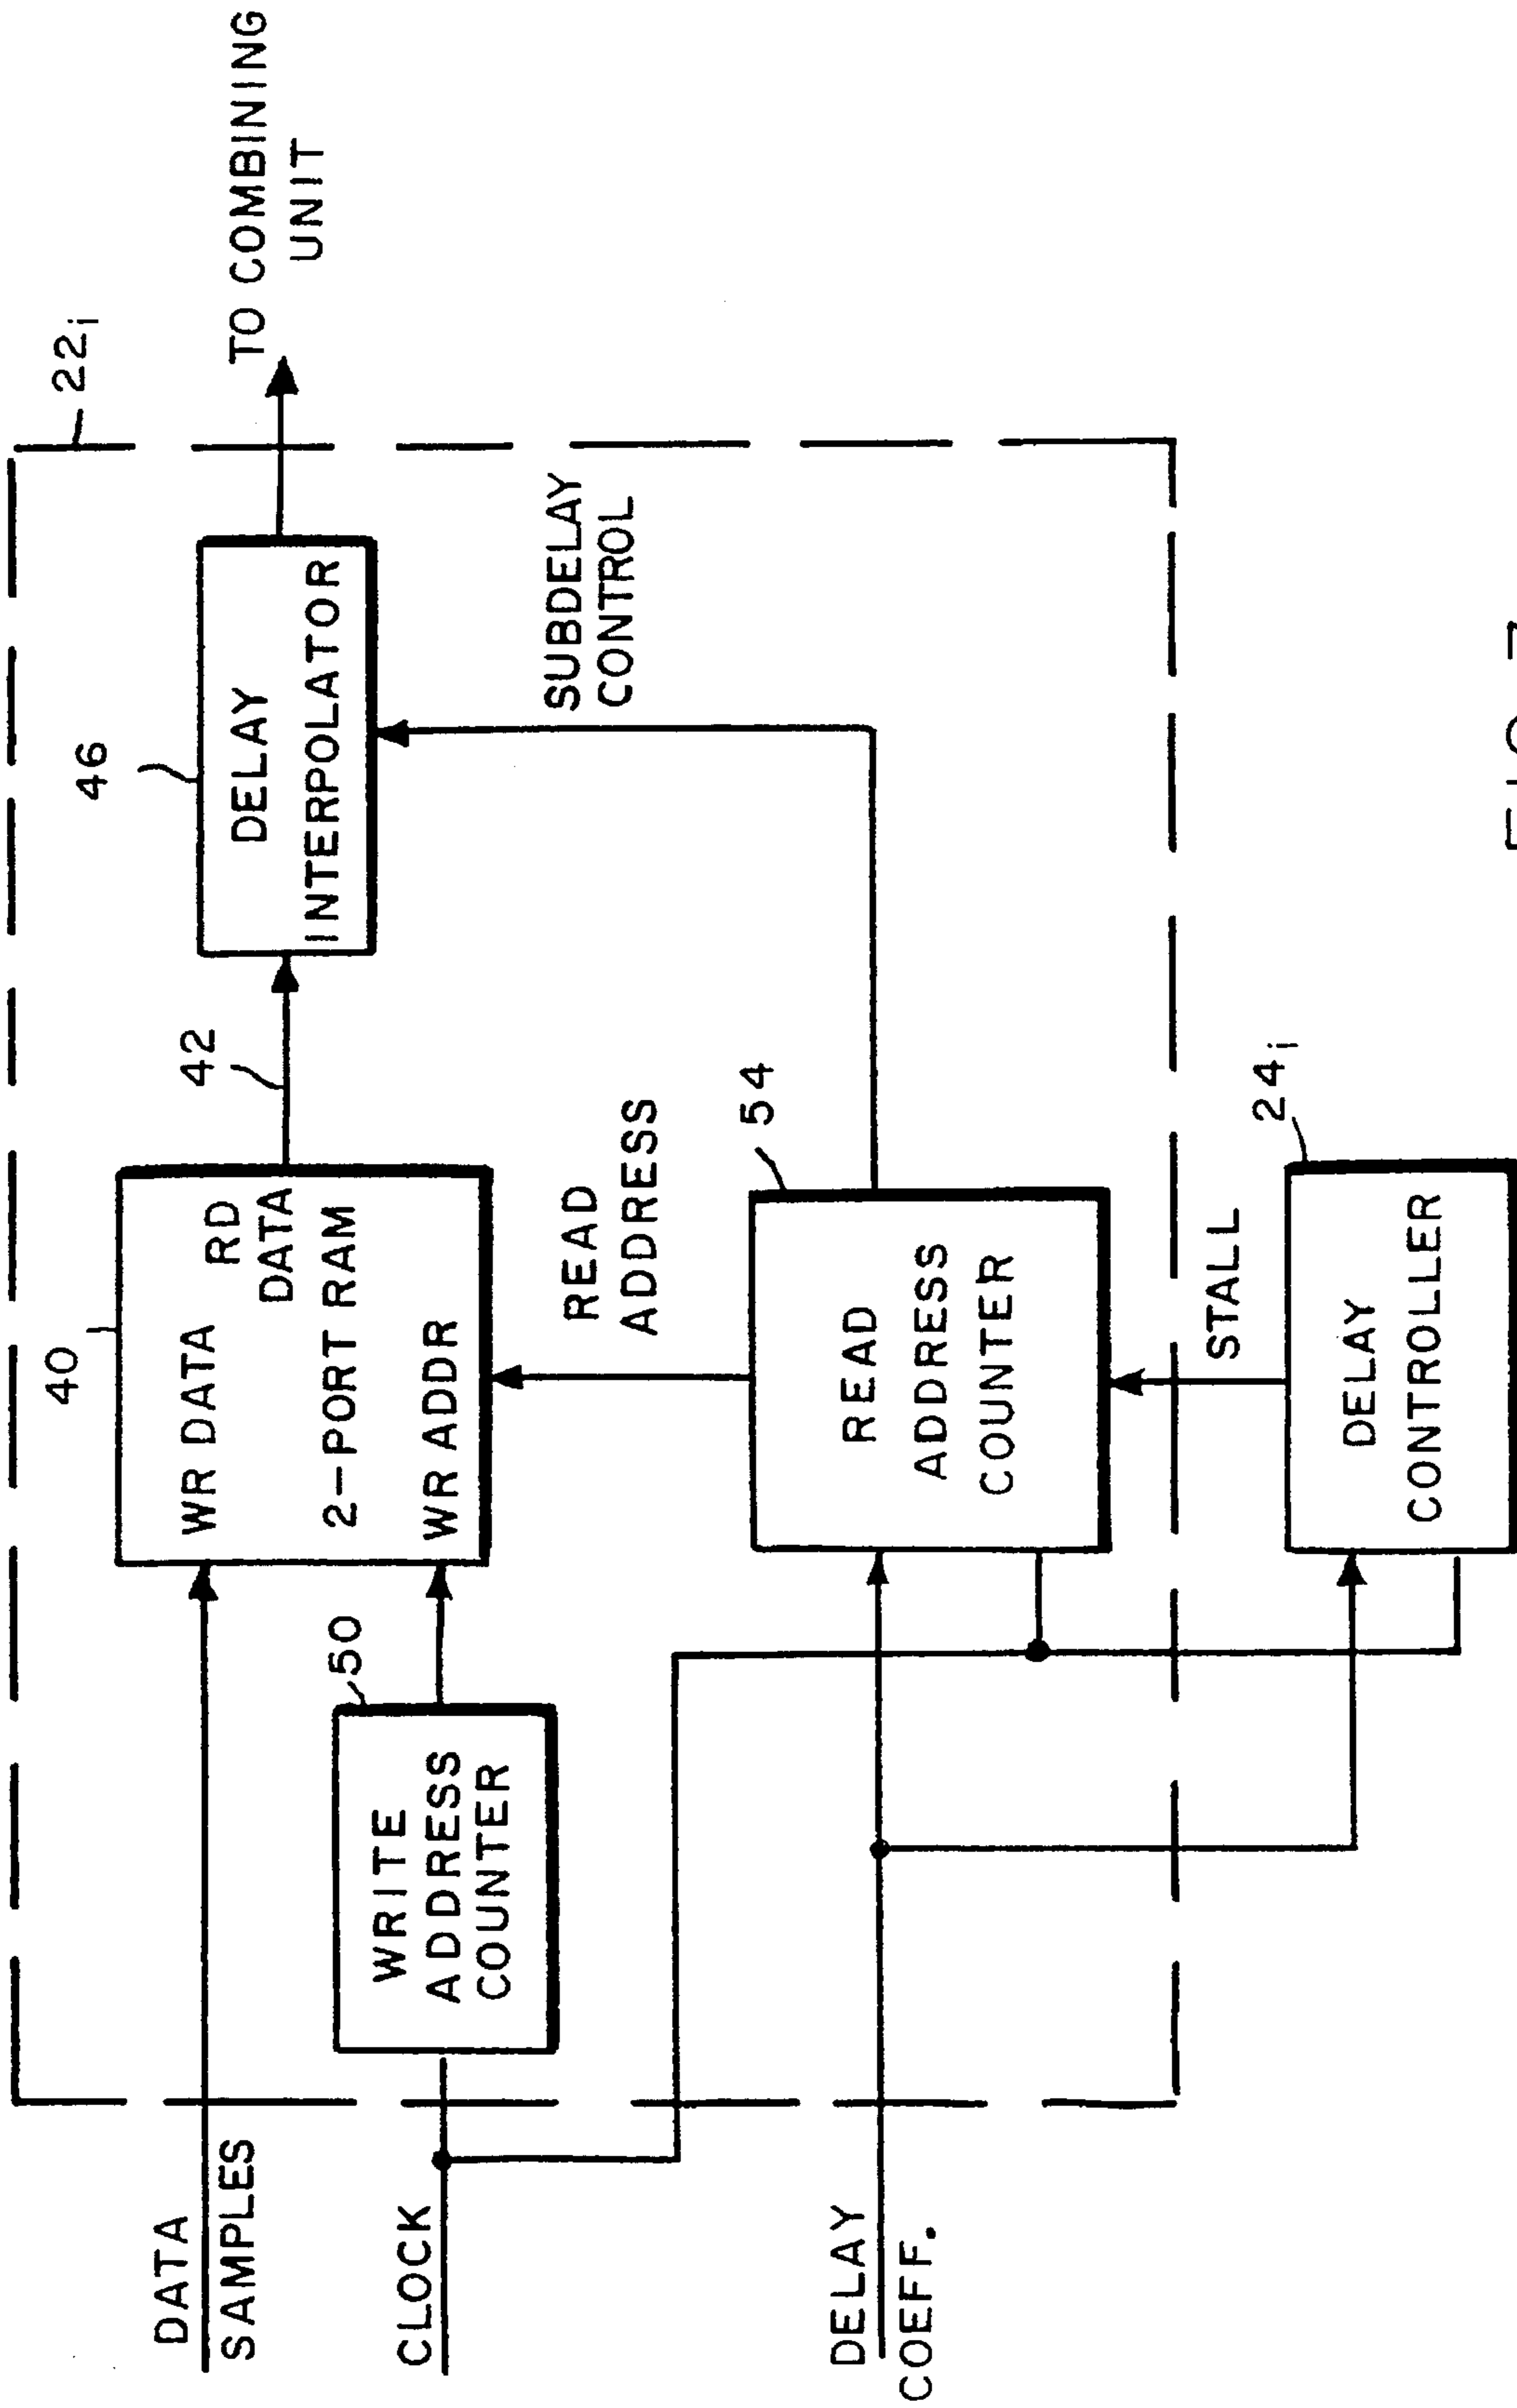 22i
TO COMBINING
UNIT
46
DELAY
INTERPOLATOR
SUBDELAY
CONTROL
42
40
WR DATA
RD
DATA
2-PORT RAM
WR ADDR
READ
ADDRESS
50
WRITE
ADDRESS
COUNTER
54
READ
ADDRESS
COUNTER
STALL
24i
DELAY
CONTROLLER
DATA
SAMPLES
CLOCK
DELAY
COEFF.